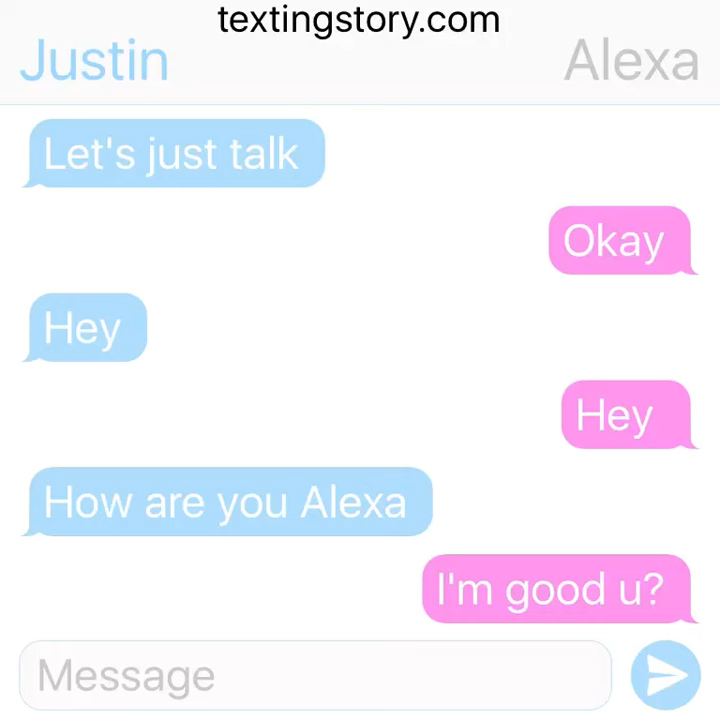 textingstory.com
Justin
Alexa
Let's just talk
Okay
Hey
Hey
How are you Alexa
I'm good u?
Message